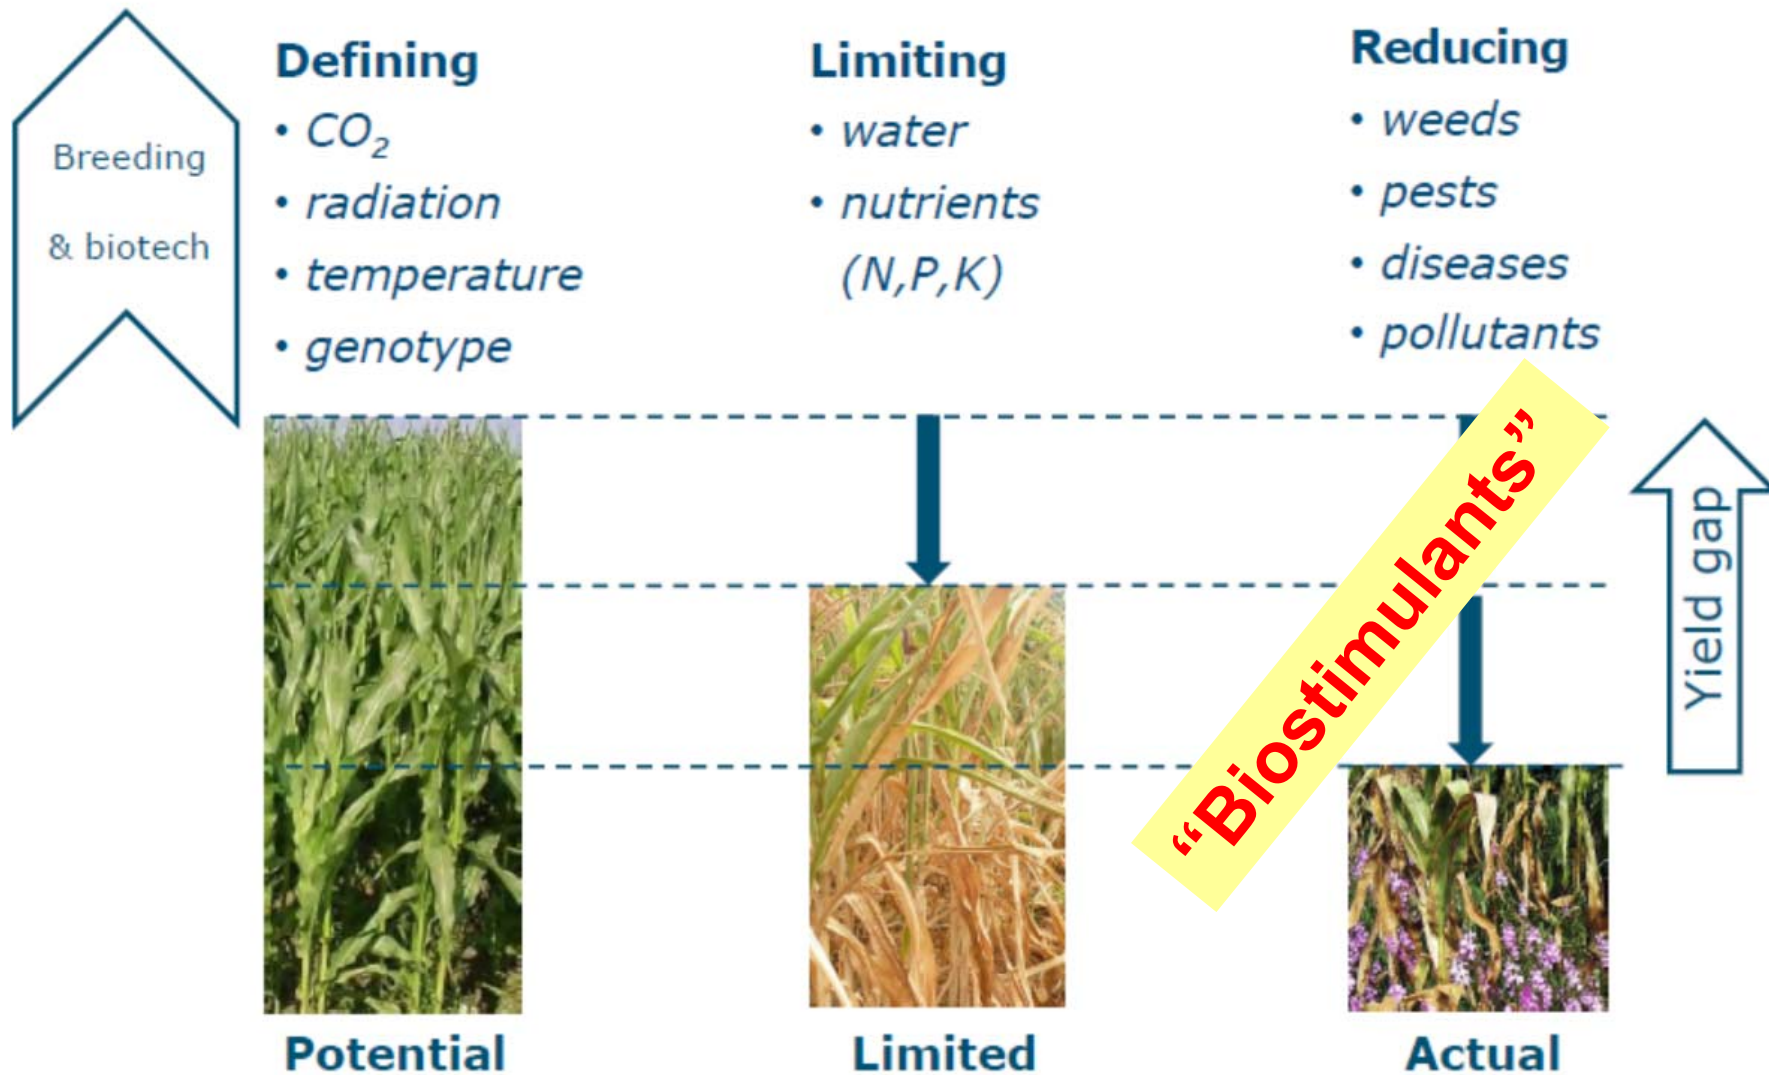 Breeding
& biotech
Defining
• CO₂
• radiation
• temperature
• genotype
Limiting
• water
• nutrients
(N,P,K)
Reducing
• weeds
• pests
• diseases
• pollutants
“Biostimulants”
Yield gap
Potential
Limited
Actual